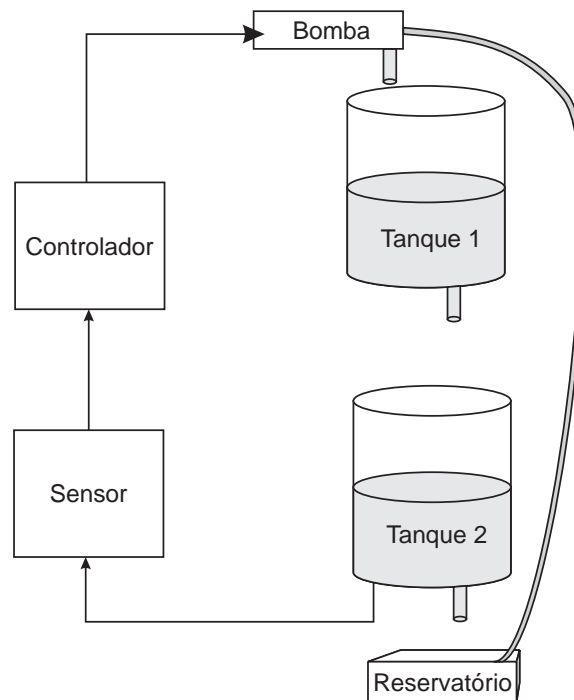 Bomba
Tanque 1
Controlador
Sensor
Tanque 2
Reservatório